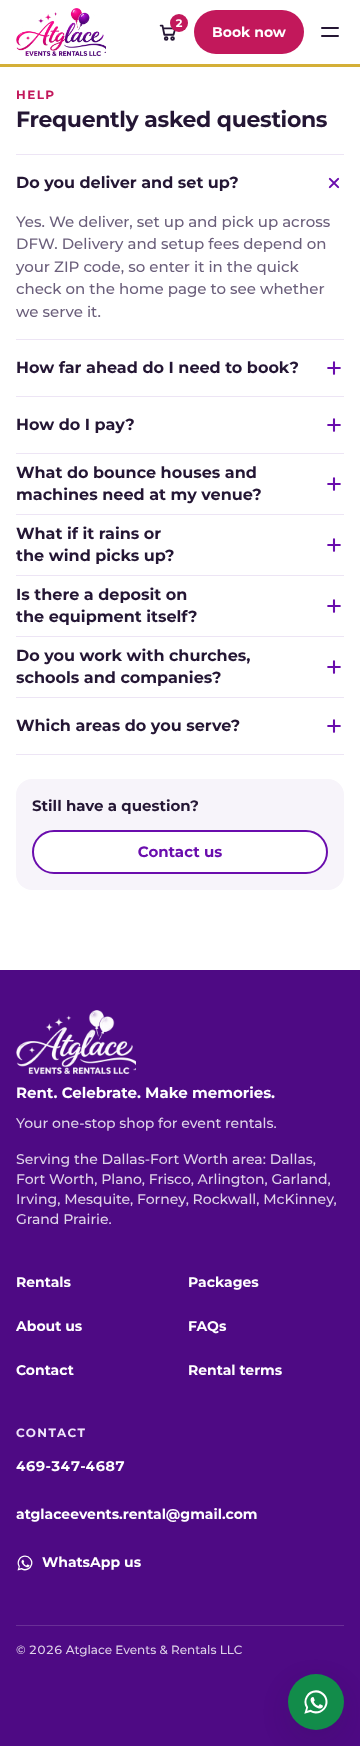 Atglace
EVENTS & RENTALS LLC
2
Book now
HELP
Frequently asked questions
Do you deliver and set up?
Yes. We deliver, set up and pick up across
DFW. Delivery and setup fees depend on
your ZIP code, so enter it in the quick
check on the home page to see whether
we serve it.
How far ahead do I need to book?
How do I pay?
What do bounce houses and
machines need at my venue?
What if it rains or
the wind picks up?
Is there a deposit on
the equipment itself?
Do you work with churches,
schools and companies?
Which areas do you serve?
Still have a question?
Contact us
Atglace
EVENTS & RENTALS LLC
Rent. Celebrate. Make memories.
Your one-stop shop for event rentals.
Serving the Dallas-Fort Worth area: Dallas,
Fort Worth, Plano, Frisco, Arlington, Garland,
Irving, Mesquite, Forney, Rockwall, McKinney,
Grand Prairie.
Rentals
Packages
About us
FAQs
Contact
Rental terms
CONTACT
469-347-4687
atglaceevents.rental@gmail.com
WhatsApp us
© 2026 Atglace Events & Rentals LLC